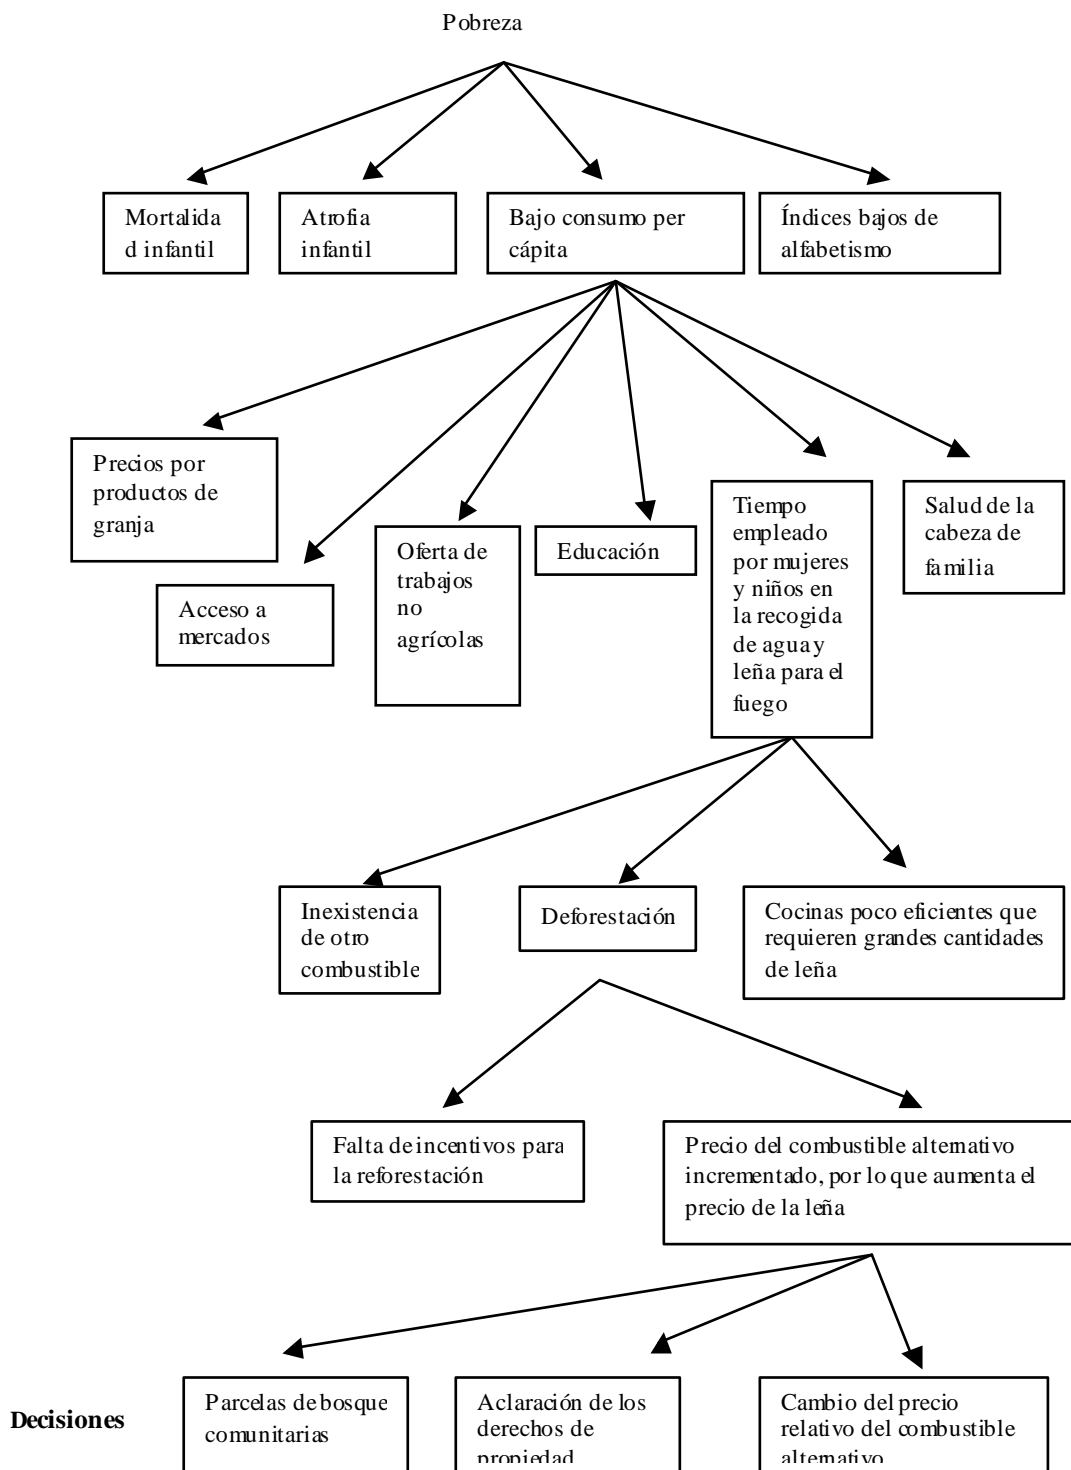 Pobreza
Mortalida
d infantil
Atrofia
infantil
Bajo consumo per
cápita
Índices bajos de
alfabetismo
Precios por
productos de
granja
Acceso a
mercados
Oferta de
trabajos
no
agrícolas
Educación
Tiempo
empleado
por mujeres
y niños en
la recogida
de agua y
leña para el
fuego
Salud de la
cabeza de
familia
Inexistencia
de otro
combustible
Deforestación
Cocinas poco eficientes que
requieren grandes cantidades
de leña
Falta de incentivos para
la reforestación
Precio del combustible alternativo
incrementado, por lo que aumenta el
precio de la leña
Decisiones
Parcelas de bosque
comunitarias
Aclaración de los
derechos de
propiedad
Cambio del precio
relativo del combustible
alternativo